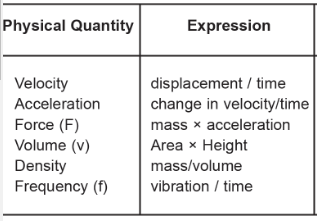 Physical Quantity Expression
Velocity displacement / time
Acceleration change in velocity/time
Force (F) mass × acceleration
Volume (v) Area × Height
Density mass/volume
Frequency (f) vibration / time